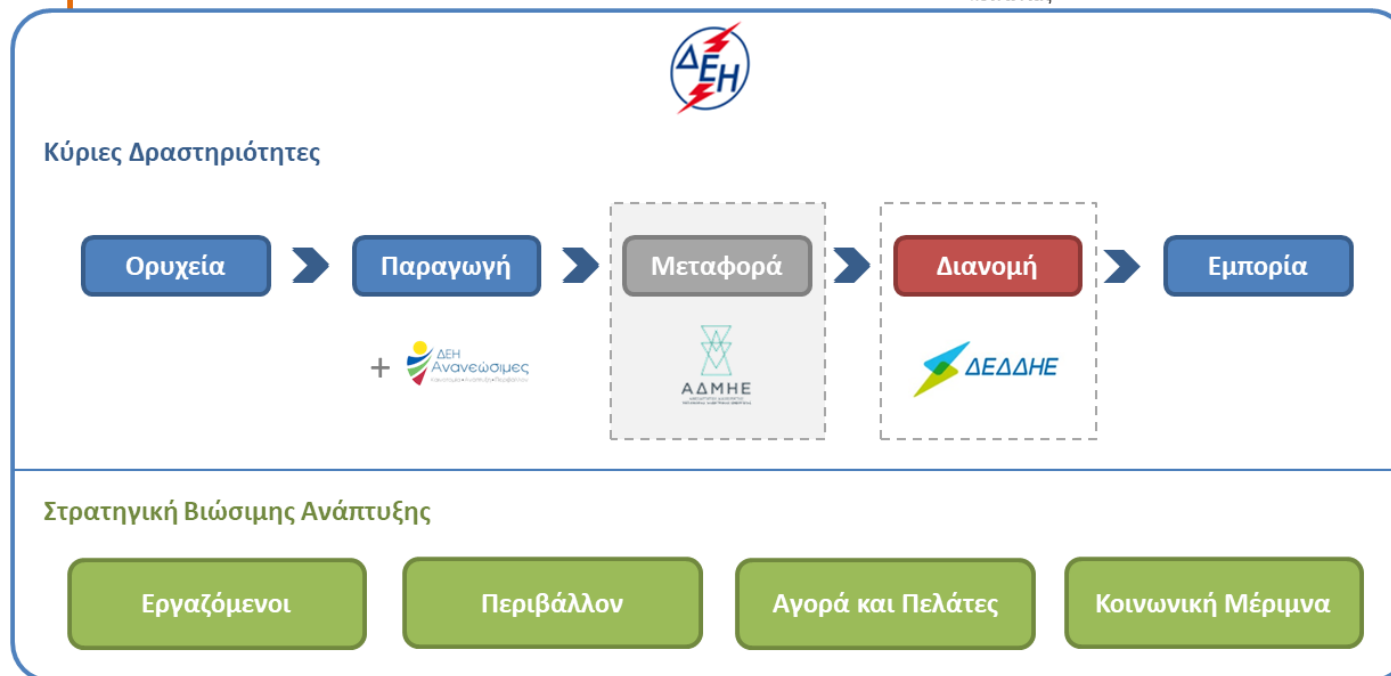 ΔΕΗ
Κύριες Δραστηριότητες
Ορυχεία
Παραγωγή
Μεταφορά
Διανομή
Εμπορία
+
ΔΕΗ
Ανανεώσιμες
ΑΔΜΗΕ
ΔΕΔΔΗΕ
Στρατηγική Βιώσιμης Ανάπτυξης
Εργαζόμενοι
Περιβάλλον
Αγορά και Πελάτες
Κοινωνική Μέριμνα